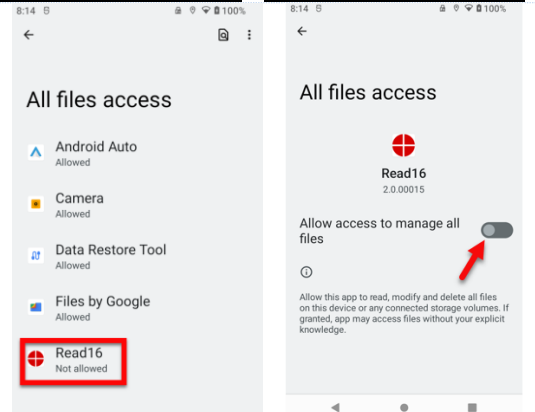 8:14
100%
All files access
Android Auto
Allowed
Camera
Allowed
Data Restore Tool
Allowed
Files by Google
Allowed
Read16
Not allowed
8:14
100%
All files access
Read16
2.0.00015
Allow access to manage all
files
Allow this app to read, modify and delete all files
on this device or any connected storage volumes. If
granted, app may access files without your explicit
knowledge.